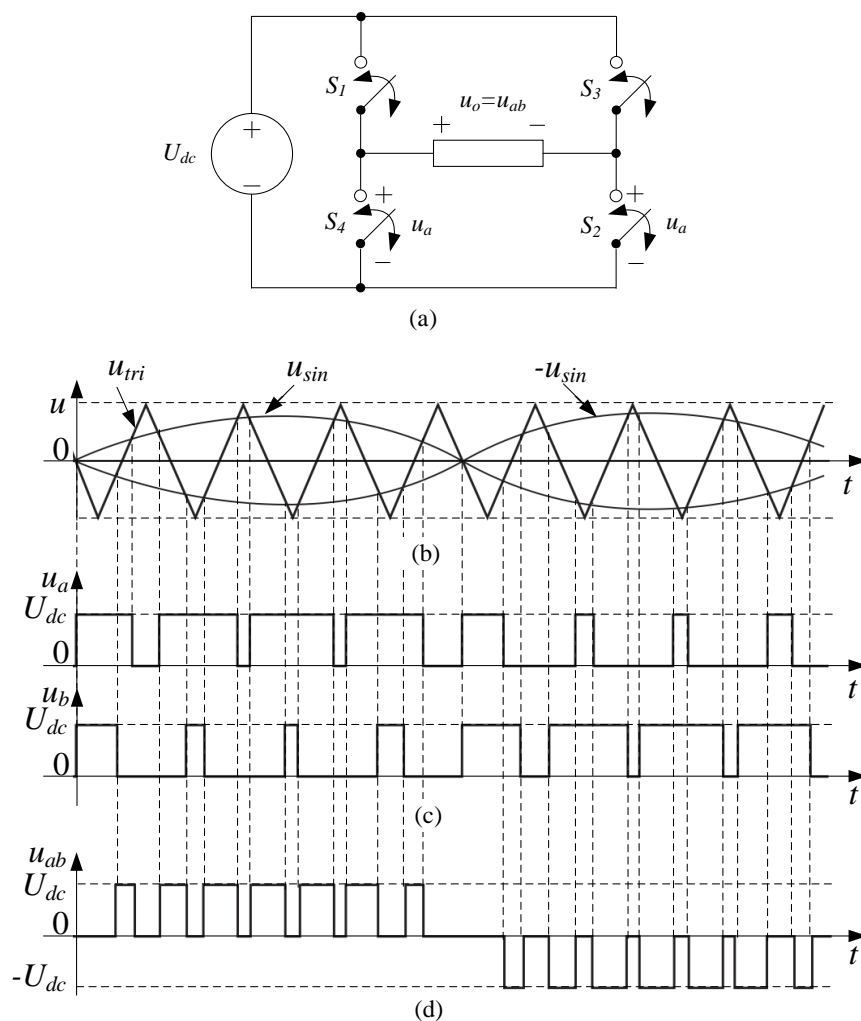 S1 S3
uo=uab
+ −
+
Udc
−
+ +
S4 ua S2 ua
− −
(a)
utri usin -usin
u
0
t
(b)
ua
Udc
0
t
ub
Udc
0
t
(c)
uab
Udc
0
t
-Udc
(d)